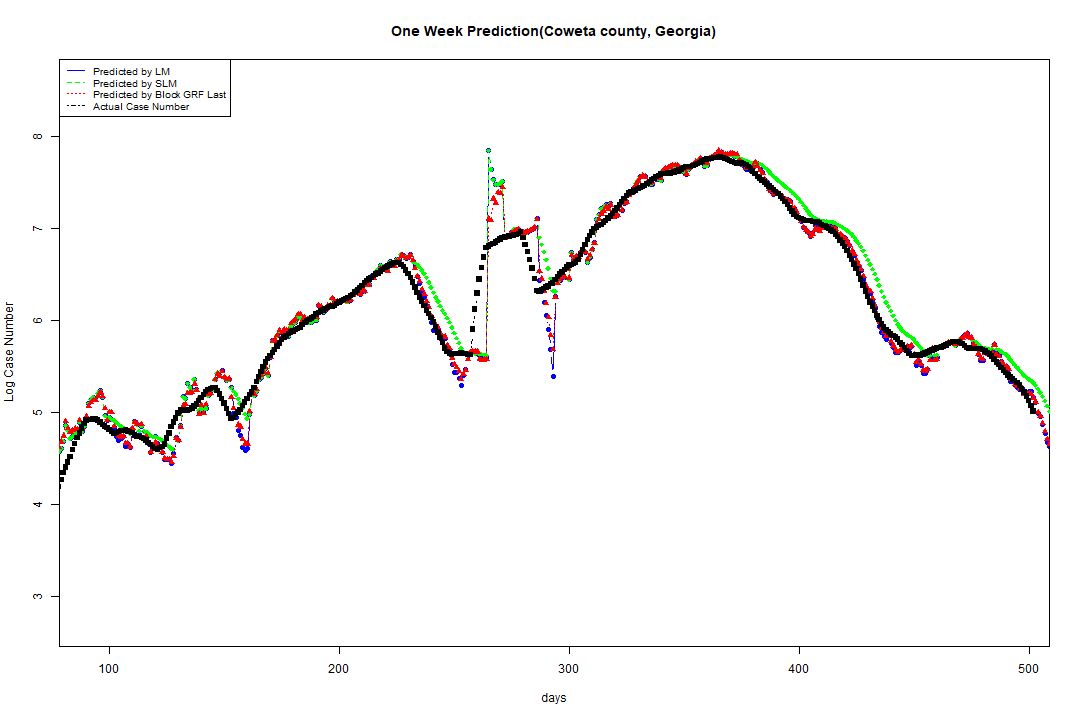 One Week Prediction(Coweta county, Georgia)
Predicted by LM
Predicted by SLM
Predicted by Block GRF Last
Actual Case Number
8
7
6
5
4
3
Log Case Number
100 200 300 400 500
days